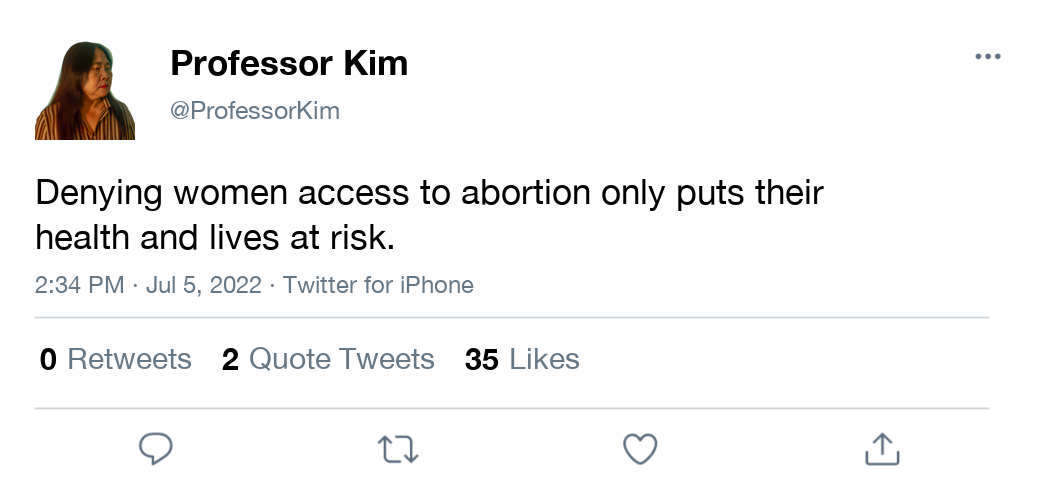 Professor Kim
@ProfessorKim
Denying women access to abortion only puts their
health and lives at risk.
2:34 PM · Jul 5, 2022 · Twitter for iPhone
0 Retweets 2 Quote Tweets 35 Likes